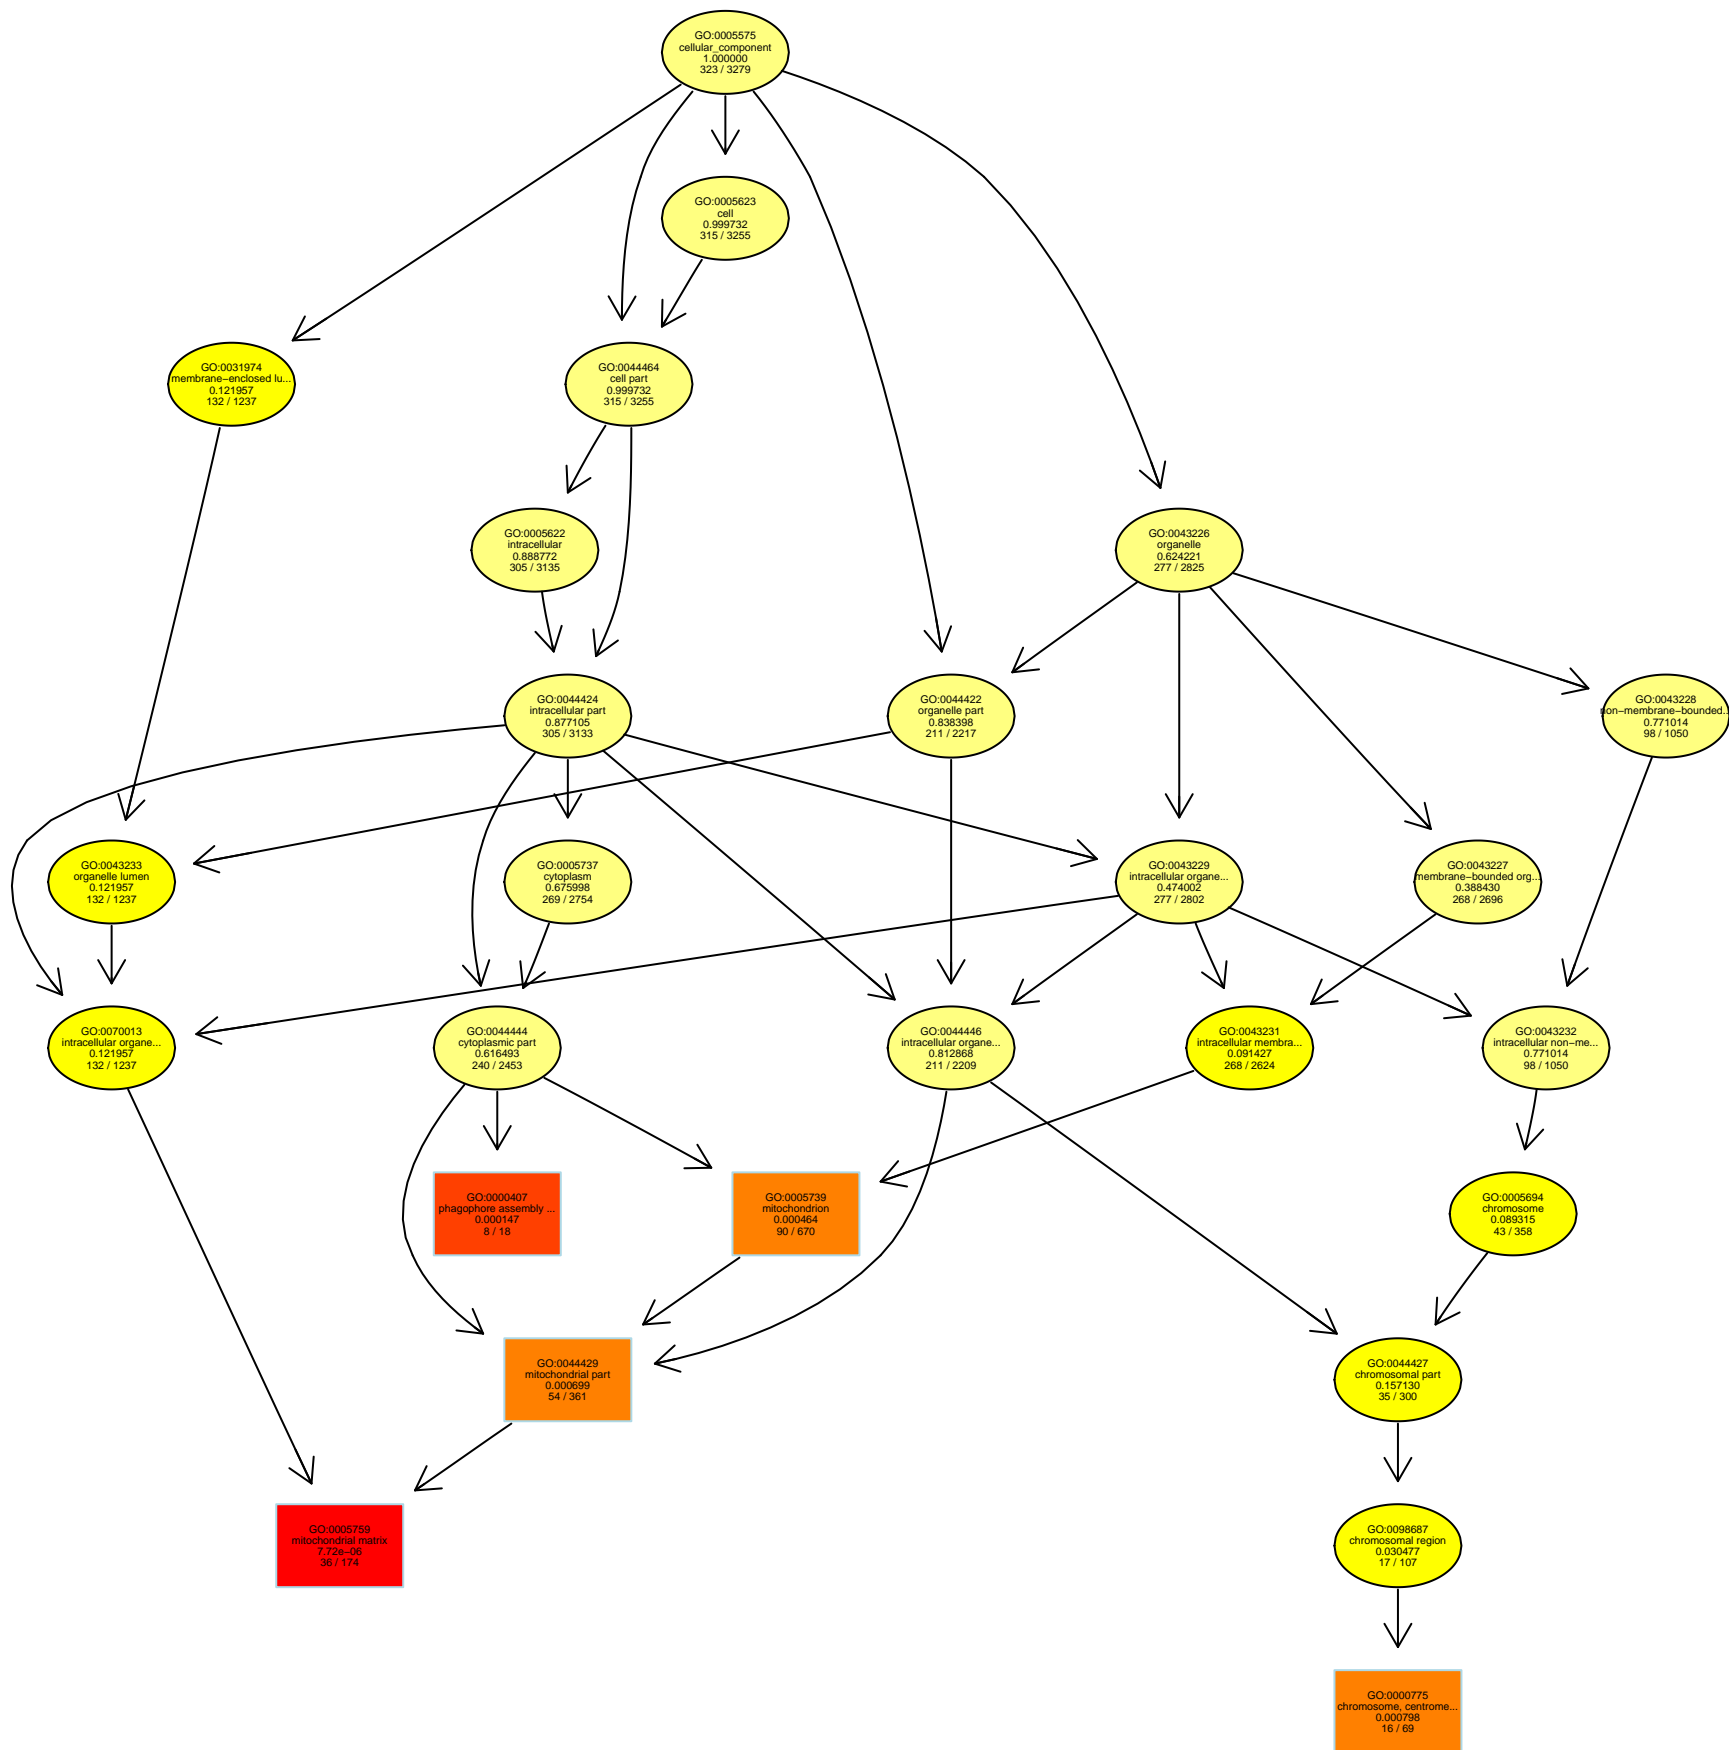 GO:0005575
cellular_component
1.000000
323 / 3279
GO:0005623
cell
0.999732
315 / 3255
GO:0031974
membrane−enclosed lu...
0.121957
132 / 1237
GO:0044464
cell part
0.999732
315 / 3255
GO:0005622
intracellular
0.888772
305 / 3135
GO:0043226
organelle
0.624221
277 / 2825
GO:0044424
intracellular part
0.877105
305 / 3133
GO:0044422
organelle part
0.838398
211 / 2217
GO:0043228
non−membrane−bounded...
0.771014
98 / 1050
GO:0043233
organelle lumen
0.121957
132 / 1237
GO:0005737
cytoplasm
0.675998
269 / 2754
GO:0043229
intracellular organe...
0.474002
277 / 2802
GO:0043227
membrane−bounded org...
0.388430
268 / 2696
GO:0070013
intracellular organe...
0.121957
132 / 1237
GO:0044444
cytoplasmic part
0.616493
240 / 2453
GO:0044446
intracellular organe...
0.812868
211 / 2209
GO:0043231
intracellular membra...
0.091427
268 / 2624
GO:0043232
intracellular non−me...
0.771014
98 / 1050
GO:0000407
phagophore assembly ...
0.000147
8 / 18
GO:0005739
mitochondrion
0.000464
90 / 670
GO:0005694
chromosome
0.089315
43 / 358
GO:0044429
mitochondrial part
0.000699
54 / 361
GO:0044427
chromosomal part
0.157130
35 / 300
GO:0005759
mitochondrial matrix
7.72e−06
36 / 174
GO:0098687
chromosomal region
0.030477
17 / 107
GO:0000775
chromosome, centrome...
0.000798
16 / 69